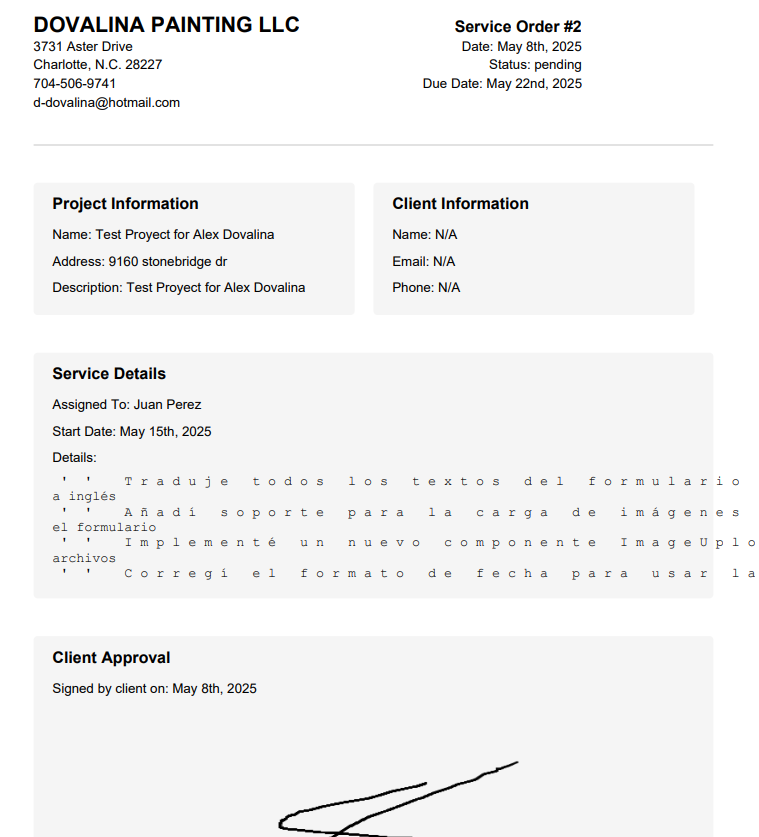 DOVALINA PAINTING LLC
3731 Aster Drive
Charlotte, N.C. 28227
704-506-9741
d-dovalina@hotmail.com
Service Order #2
Date: May 8th, 2025
Status: pending
Due Date: May 22nd, 2025
Project Information
Name: Test Proyect for Alex Dovalina
Address: 9160 stonebridge dr
Description: Test Proyect for Alex Dovalina
Client Information
Name: N/A
Email: N/A
Phone: N/A
Service Details
Assigned To: Juan Perez
Start Date: May 15th, 2025
Details:
' ' Traduje todos los textos del formulario
a inglés
' ' Añadí soporte para la carga de imágenes
el formulario
' ' Implementé un nuevo componente ImageUplo
archivos
' ' Corregí el formato de fecha para usar la
Client Approval
Signed by client on: May 8th, 2025